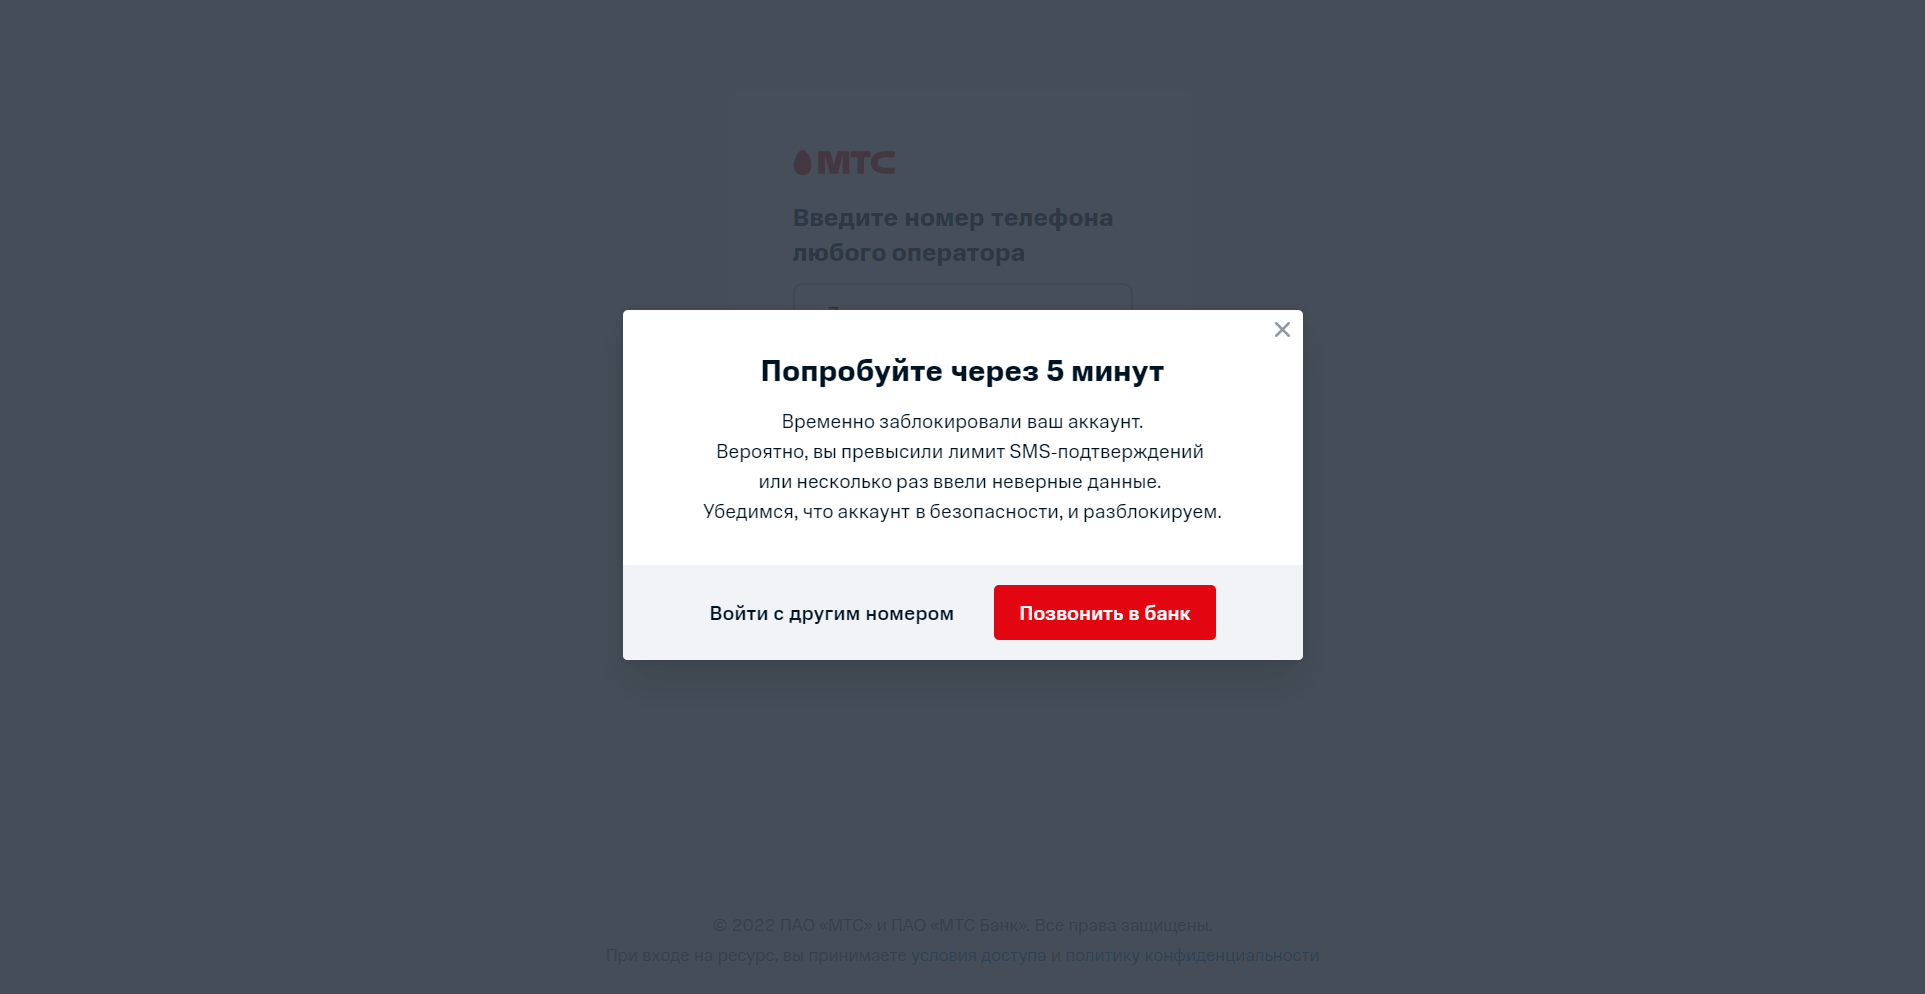 МТС
Введите номер телефона
любого оператора
Попробуйте через 5 минут
Временно заблокировали ваш аккаунт.
Вероятно, вы превысили лимит SMS-подтверждений
или несколько раз ввели неверные данные.
Убедимся, что аккаунт в безопасности, и разблокируем.
Войти с другим номером
Позвонить в банк
© 2022 ПАО «МТС» и ПАО «МТС Банк». Все права защищены.
При входе на ресурс, вы принимаете условия доступа и политику конфиденциальности